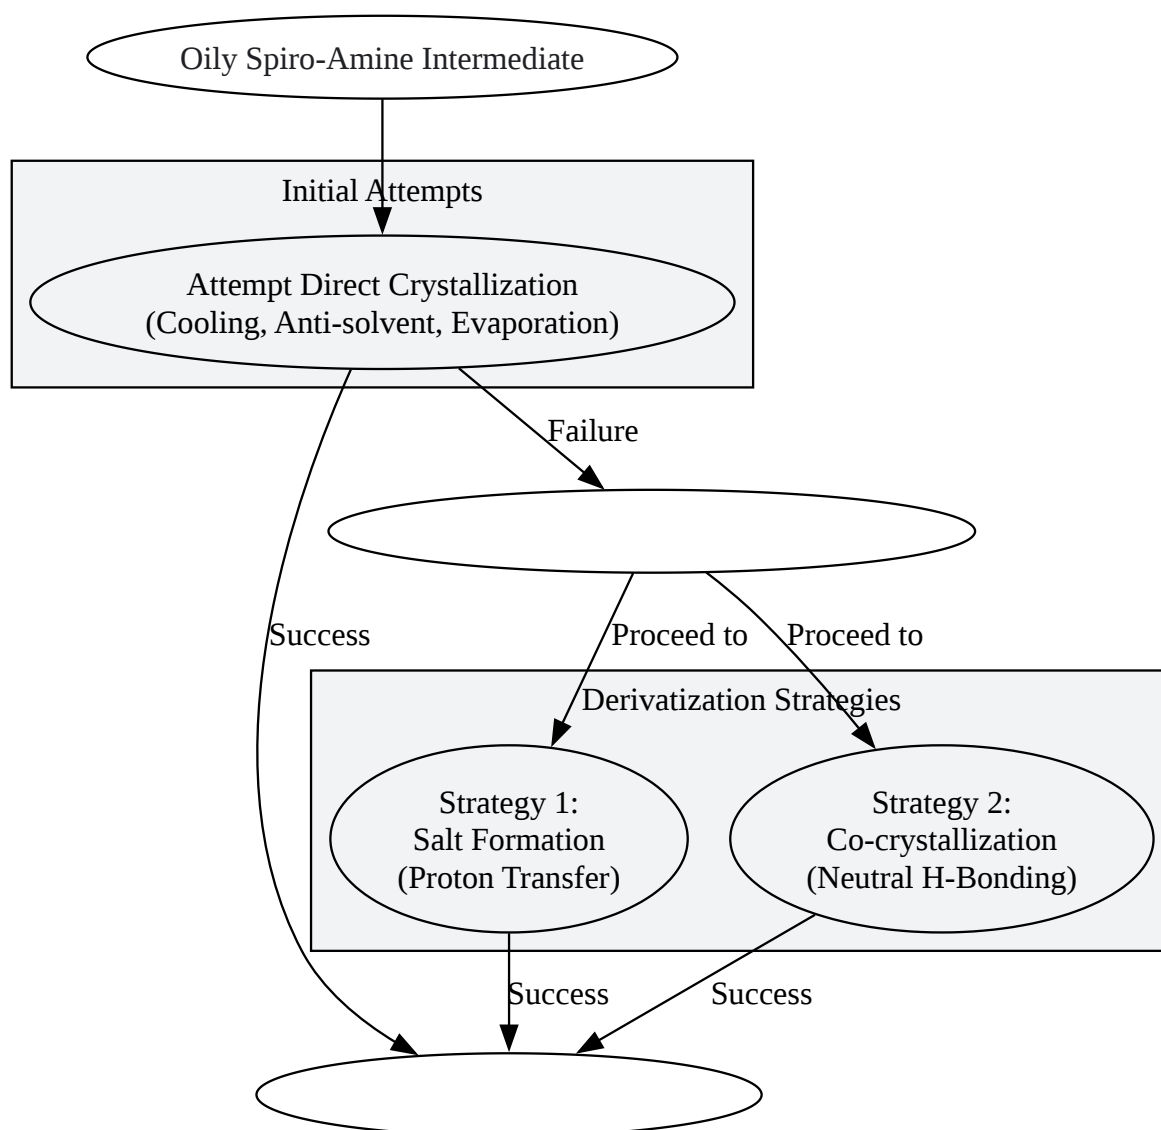 Oily Spiro-Amine Intermediate
Initial Attempts
Attempt Direct Crystallization
(Cooling, Anti-solvent, Evaporation)
Failure
Success
Proceed to
Proceed to
Derivatization Strategies
Strategy 1:
Salt Formation
(Proton Transfer)
Strategy 2:
Co-crystallization
(Neutral H-Bonding)
Success
Success